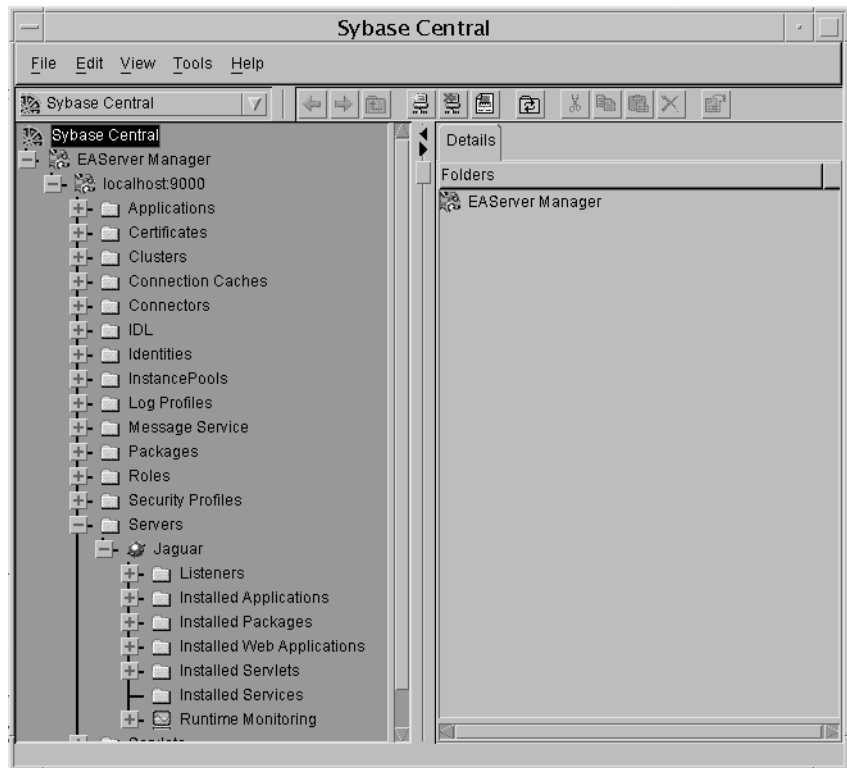 Sybase Central
File Edit View Tools Help
Sybase Central
Sybase Central
EAServer Manager
localhost:9000
Applications
Certificates
Clusters
Connection Caches
Connectors
IDL
Identities
InstancePools
Log Profiles
Message Service
Packages
Roles
Security Profiles
Servers
Jaguar
Listeners
Installed Applications
Installed Packages
Installed Web Applications
Installed Servlets
Installed Services
Runtime Monitoring
Details
Folders
EAServer Manager